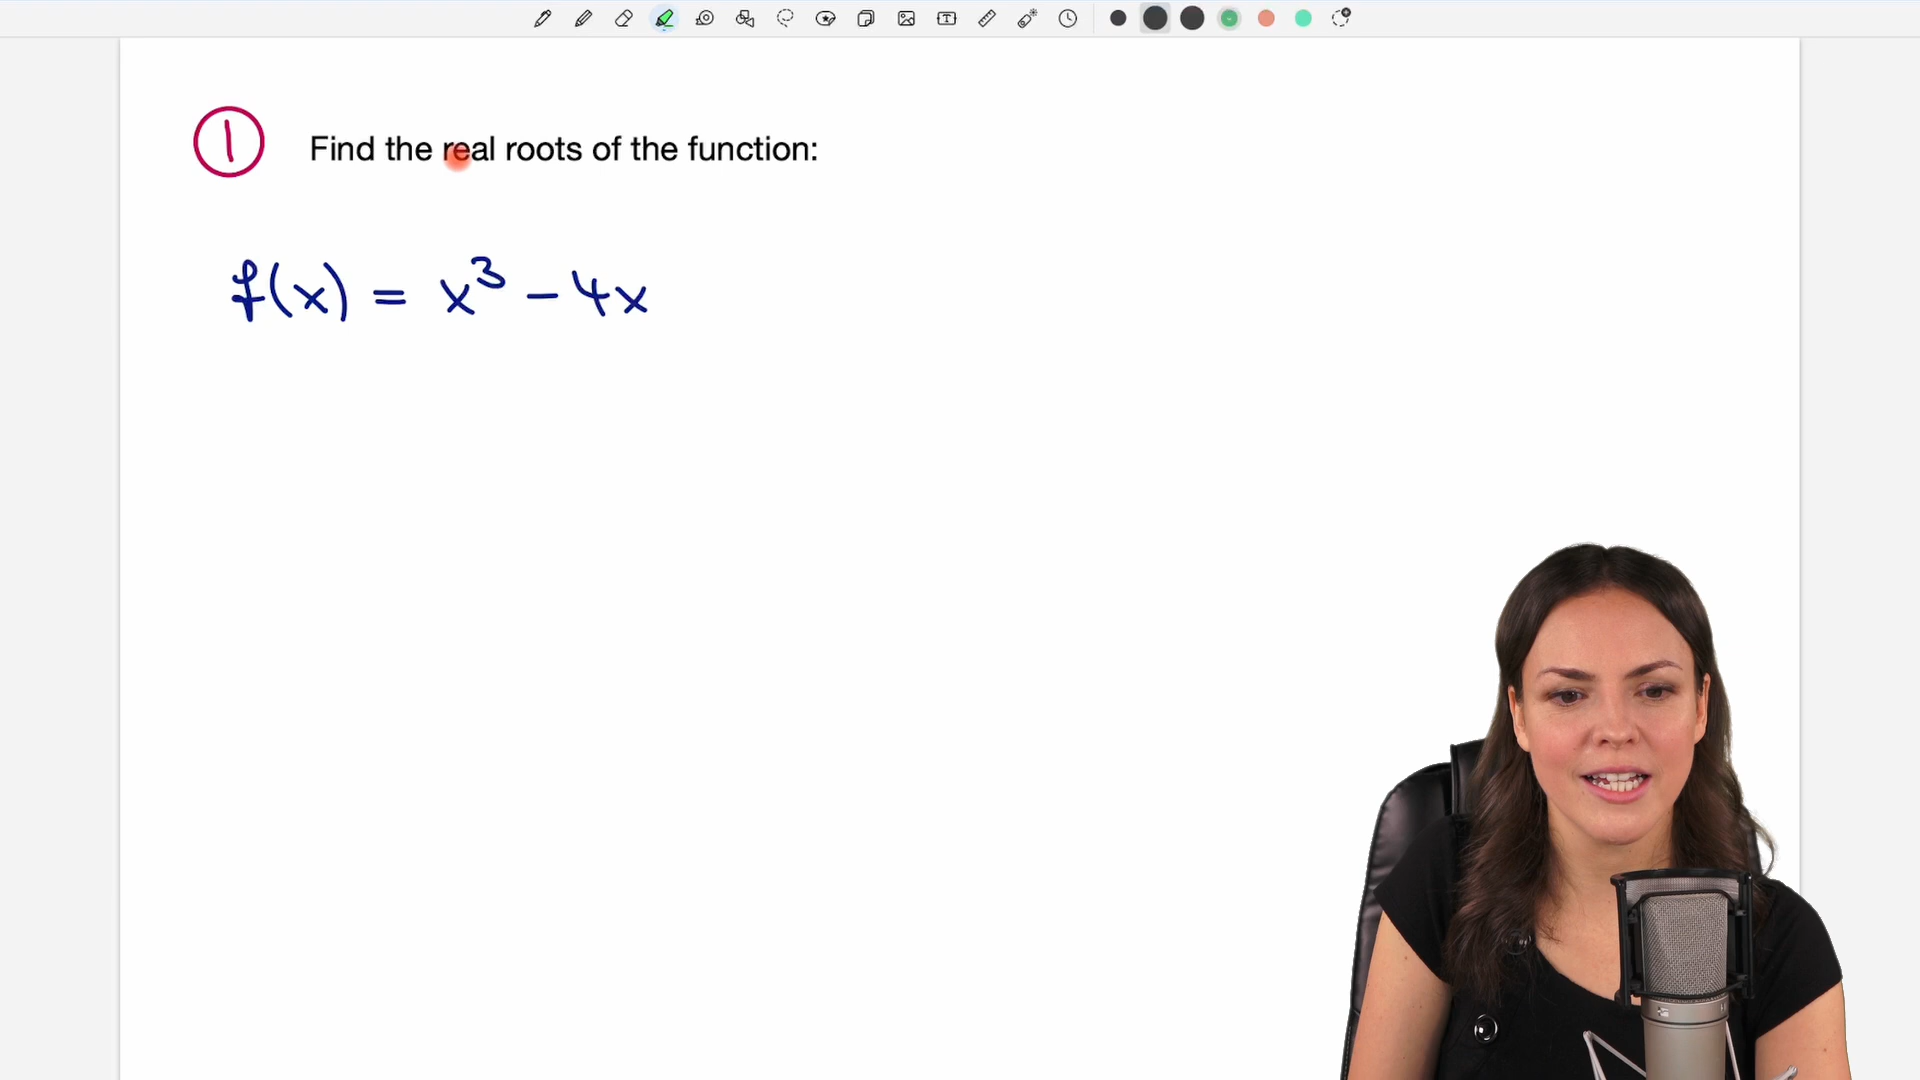 1 Find the real roots of the function:
f(x) = x³ - 4x